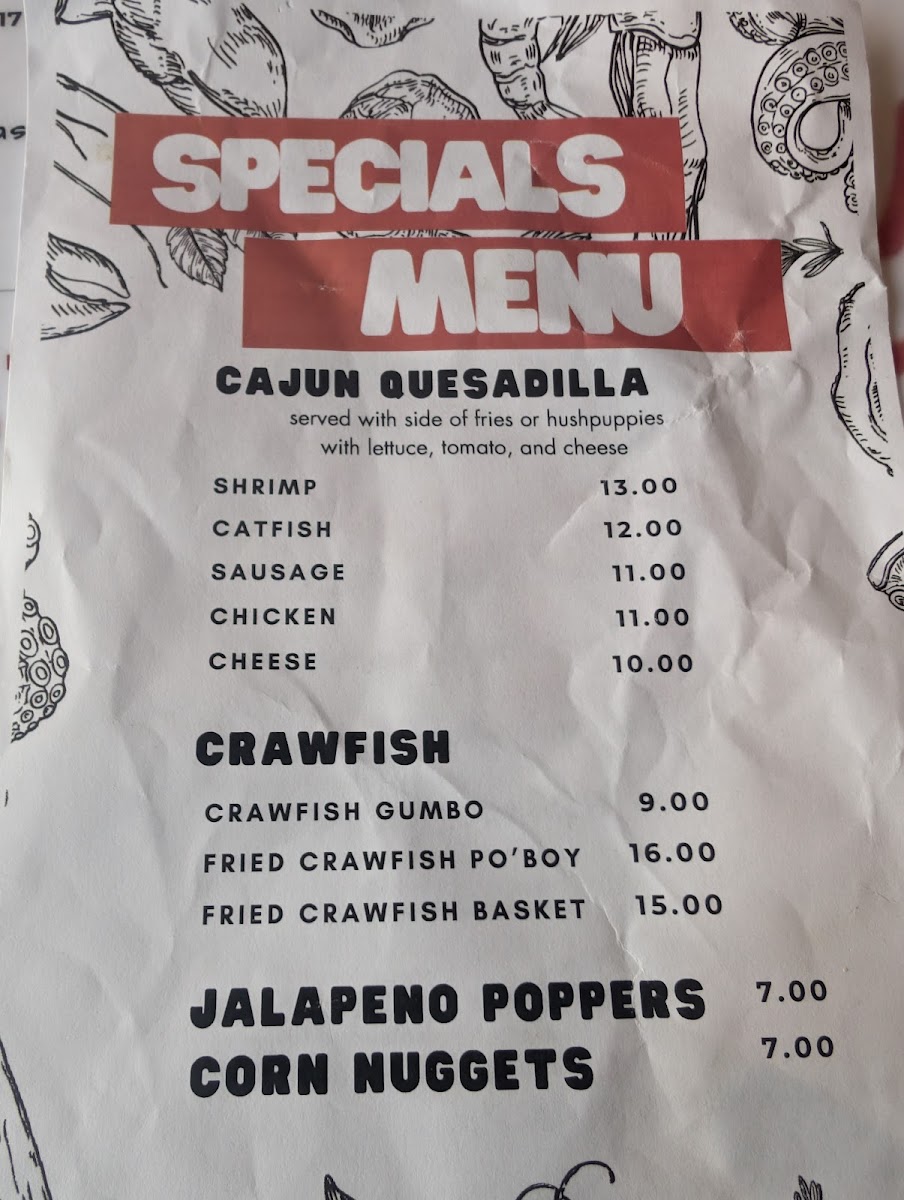 17
as
SPECIALS
MENU
CAJUN QUESADILLA
served with side of fries or hushpuppies
with lettuce, tomato, and cheese
SHRIMP 13.00
CATFISH 12.00
SAUSAGE 11.00
CHICKEN 11.00
CHEESE 10.00
CRAWFISH
CRAWFISH GUMBO 9.00
FRIED CRAWFISH PO'BOY 16.00
FRIED CRAWFISH BASKET 15.00
JALAPENO POPPERS 7.00
CORN NUGGETS 7.00